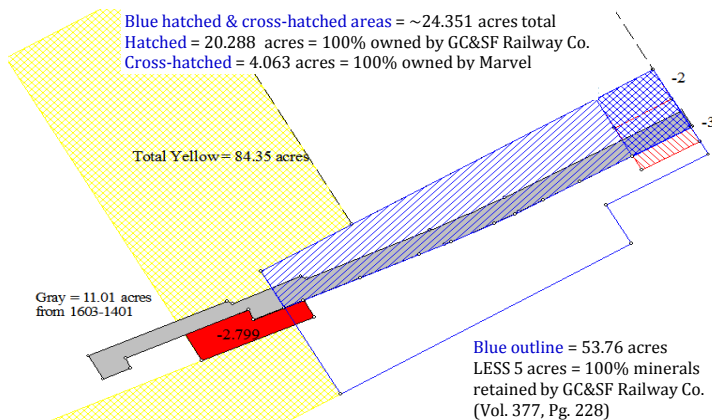 Blue hatched & cross-hatched areas = ~24.351 acres total
Hatched = 20.288 acres = 100% owned by GC&SF Railway Co.
Cross-hatched = 4.063 acres = 100% owned by Marvel
-2
-3
Total Yellow = 84.35 acres
Gray = 11.01 acres
from 1603-1401
-2.799
Blue outline = 53.76 acres
LESS 5 acres = 100% minerals
retained by GC&SF Railway Co.
(Vol. 377, Pg. 228)